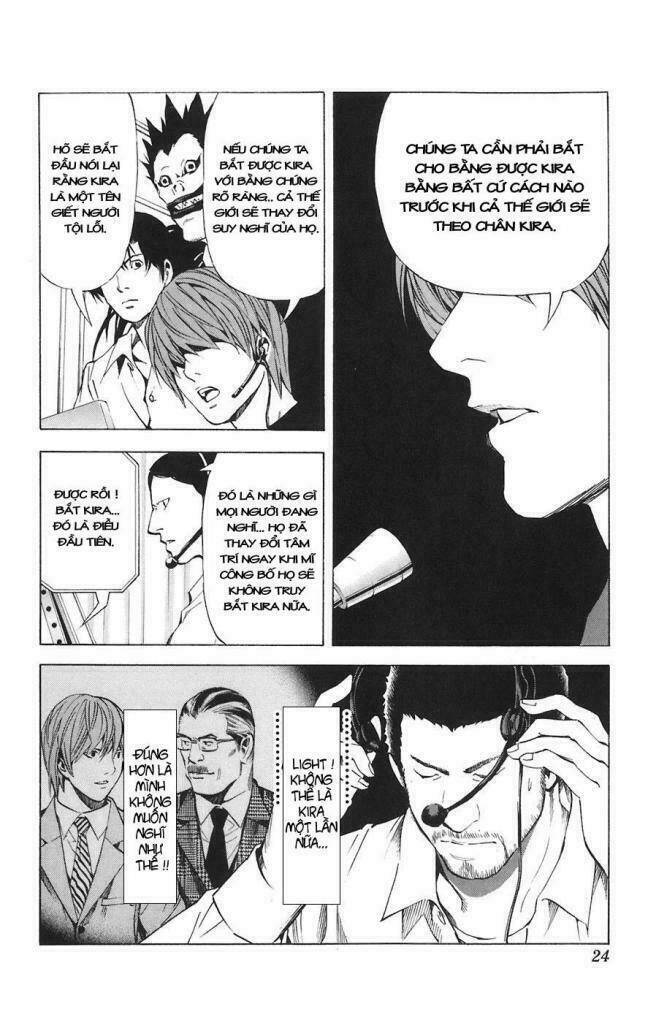 CHÚNG TA CẦN PHẢI BẮT
CHO BẰNG ĐƯỢC KIRA
BẰNG BẤT CỨ CÁCH NÀO
TRƯỚC KHI CẢ THẾ GIỚI SẼ
THEO CHÂN KIRA.
NẾU CHÚNG TA
BẮT ĐƯỢC KIRA
VỚI BẰNG CHỨNG
RÕ RÀNG.. CẢ THẾ
GIỚI SẼ THAY ĐỔI
SUY NGHĨ CỦA HỌ.
HỐ SẼ BẮT
ĐẦU NÓI LẠI
RẰNG KIRA
LÀ MỘT TÊN
GIẾT NGƯỜI
TỘI LỖI.
ĐÓ LÀ NHỮNG GÌ
MỌI NGƯỜI ĐANG
NGHĨ... HỌ ĐÃ
THAY ĐỔI TÂM
TRÍ NGAY KHI MĨ
CÔNG BỐ HỌ SẼ
KHÔNG TRUY
BẮT KIRA NỮA.
ĐƯỢC RỒI !
BẮT KIRA...
ĐÓ LÀ ĐIỀU
ĐẦU TIÊN.
LIGHT !
KHÔNG
THỂ LÀ
KIRA
MỘT LẦN
NỮA...
ĐÚNG
HƠN LÀ
MÌNH
KHÔNG
MUỐN
NGHĨ
NHƯ
THẾ !!
24